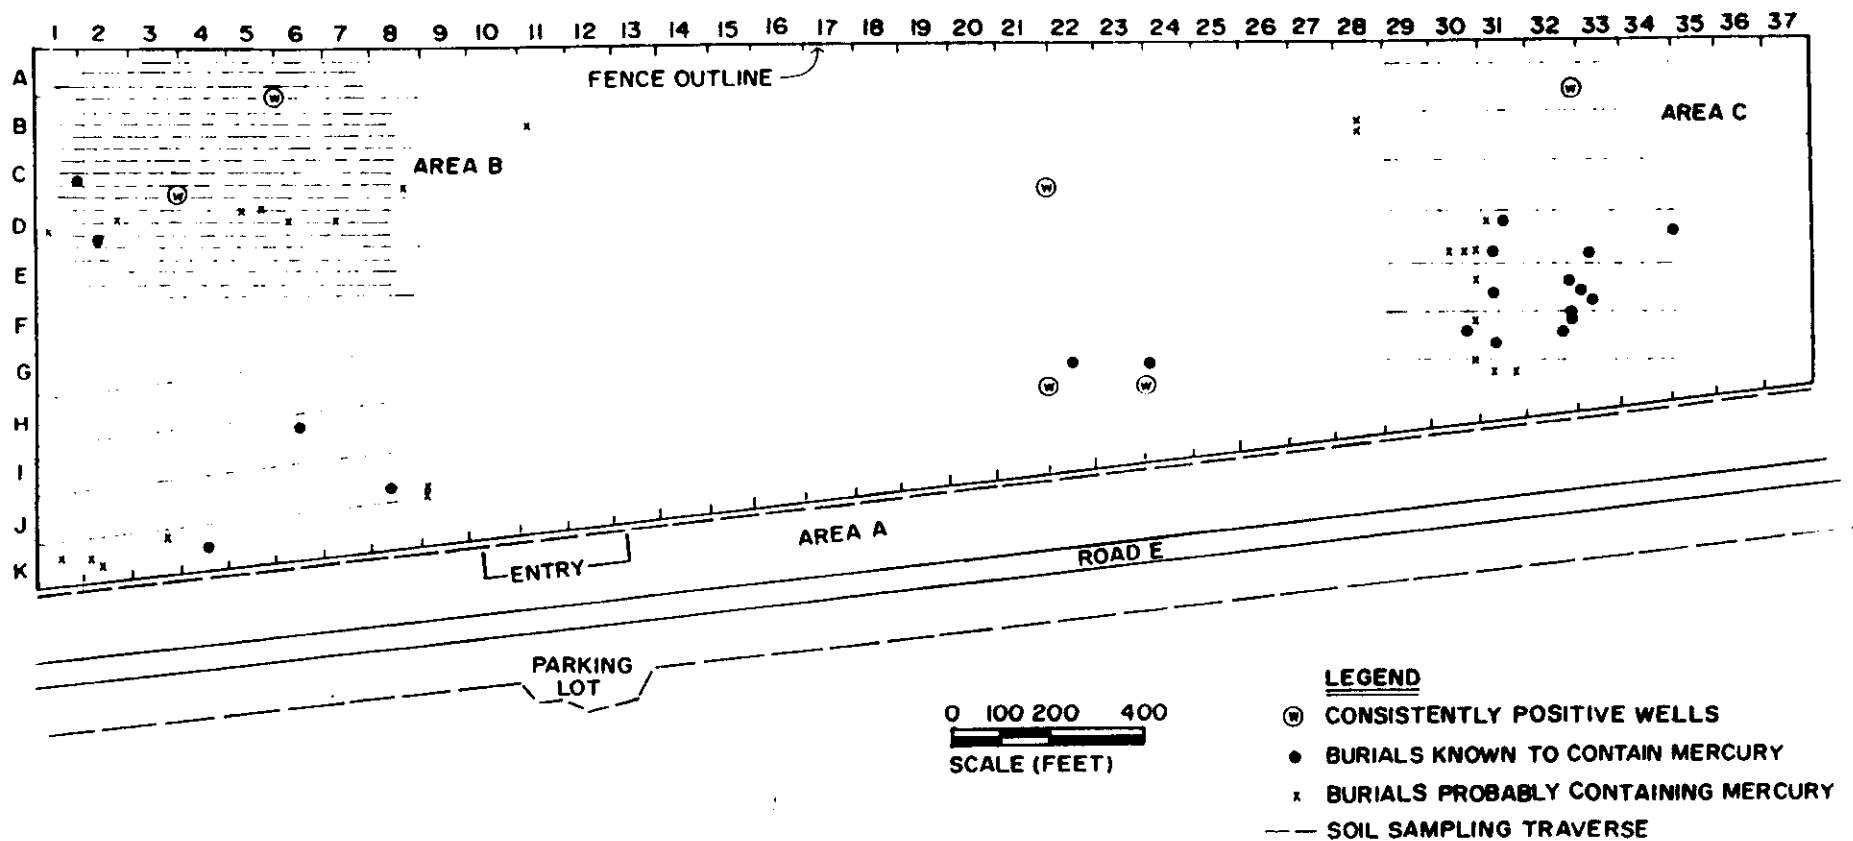 1 2 3 4 5 6 7 8 9 10 11 12 13 14 15 16 17 18 19 20 21 22 23 24 25 26 27 28 29 30 31 32 33 34 35 36 37
A
FENCE OUTLINE
W
W
B
AREA C
C
AREA B
W
W
D
E
F
G
W
W
H
I
J
AREA A
K
ENTRY
ROAD E
PARKING
LOT
0 100 200 400
SCALE (FEET)
LEGEND
W CONSISTENTLY POSITIVE WELLS
● BURIALS KNOWN TO CONTAIN MERCURY
x BURIALS PROBABLY CONTAINING MERCURY
--- SOIL SAMPLING TRAVERSE